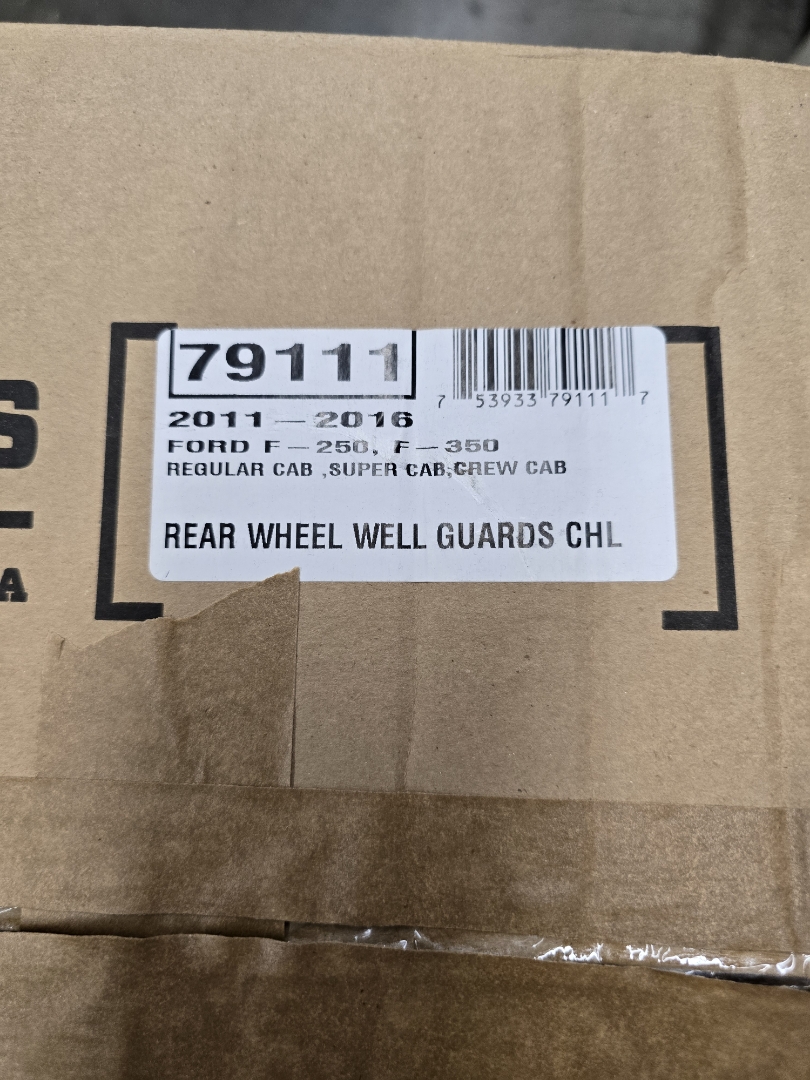 79111
7 53933 79111 7
2011 — 2016
FORD F — 250, F — 350
REGULAR CAB ,SUPER CAB,CREW CAB
REAR WHEEL WELL GUARDS CHL
S
A